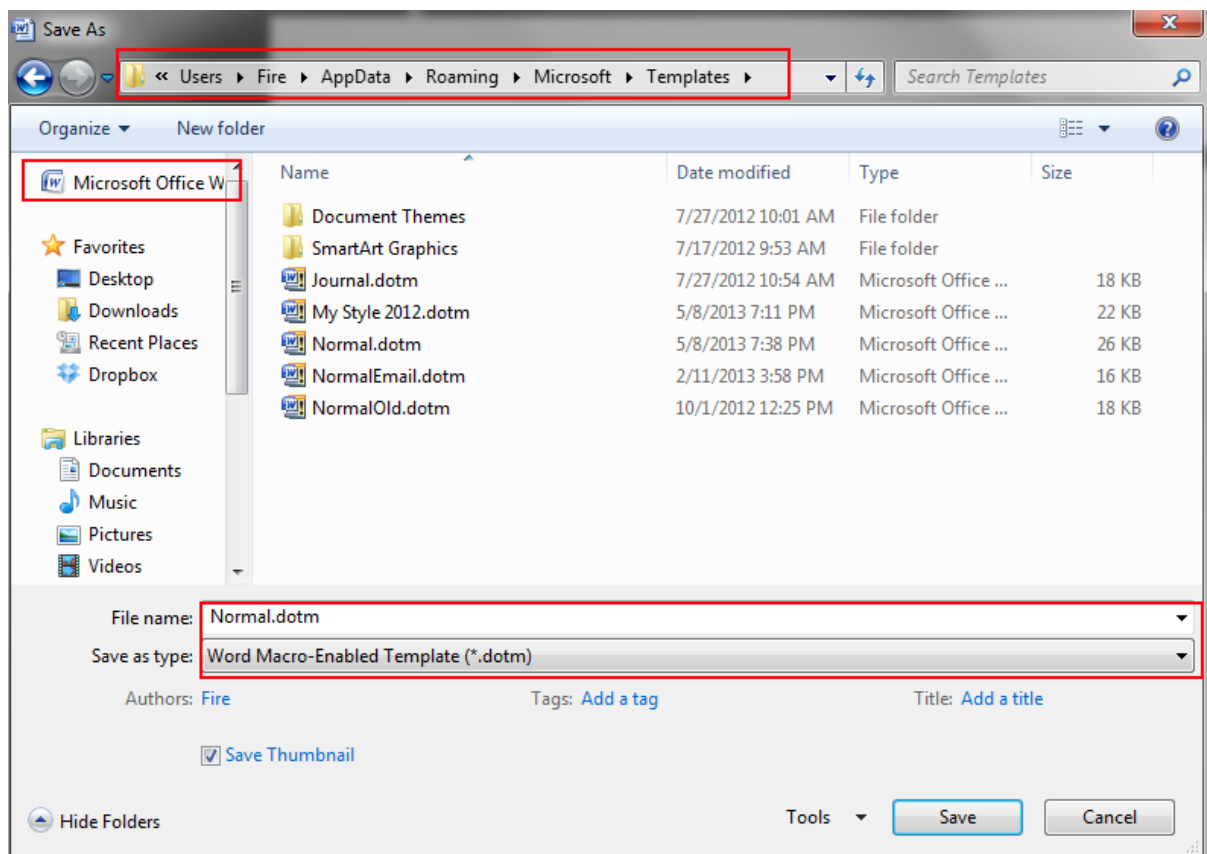 Save As
« Users Fire AppData Roaming Microsoft Templates Search Templates
Organize New folder
Microsoft Office W
Name Date modified Type Size
Document Themes 7/27/2012 10:01 AM File folder
Favorites SmartArt Graphics 7/17/2012 9:53 AM File folder
Desktop Journal.dotm 7/27/2012 10:54 AM Microsoft Office ... 18 KB
Downloads My Style 2012.dotm 5/8/2013 7:11 PM Microsoft Office ... 22 KB
Recent Places Normal.dotm 5/8/2013 7:38 PM Microsoft Office ... 26 KB
Dropbox NormalEmail.dotm 2/11/2013 3:58 PM Microsoft Office ... 16 KB
NormalOld.dotm 10/1/2012 12:25 PM Microsoft Office ... 18 KB
Libraries
Documents
Music
Pictures
Videos
File name: Normal.dotm
Save as type: Word Macro-Enabled Template (*.dotm)
Authors: Fire Tags: Add a tag Title: Add a title
Save Thumbnail
Hide Folders Tools Save Cancel